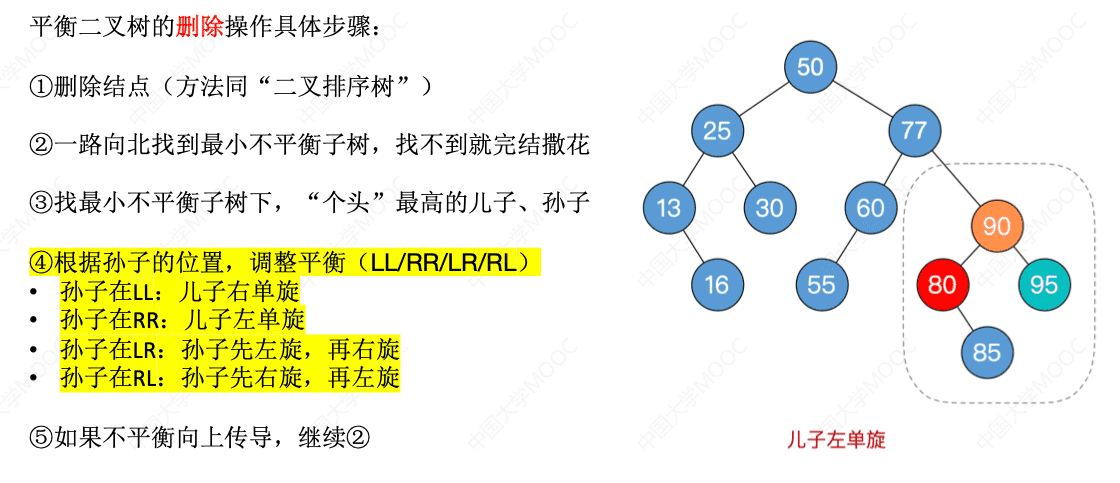 平衡二叉树的删除操作具体步骤：
①删除结点（方法同“二叉排序树”）
②一路向北找到最小不平衡子树，找不到就完结撒花
③找最小不平衡子树下，“个头”最高的儿子、孙子
④根据孙子的位置，调整平衡（LL/RR/LR/RL）
• 孙子在LL：儿子右单旋
• 孙子在RR：儿子左单旋
• 孙子在LR：孙子先左旋，再右旋
• 孙子在RL：孙子先右旋，再左旋
⑤如果不平衡向上传导，继续②
50
25 77
13 30 60 90
16 55 80 95
85
儿子左单旋
中国大学MOOC